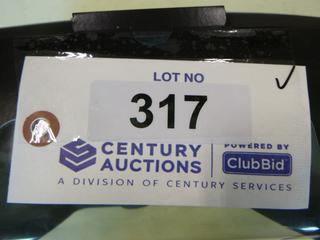 LOT NO
317
CENTURY
AUCTIONS
POWERED BY
ClubBid
A DIVISION OF CENTURY SERVICES